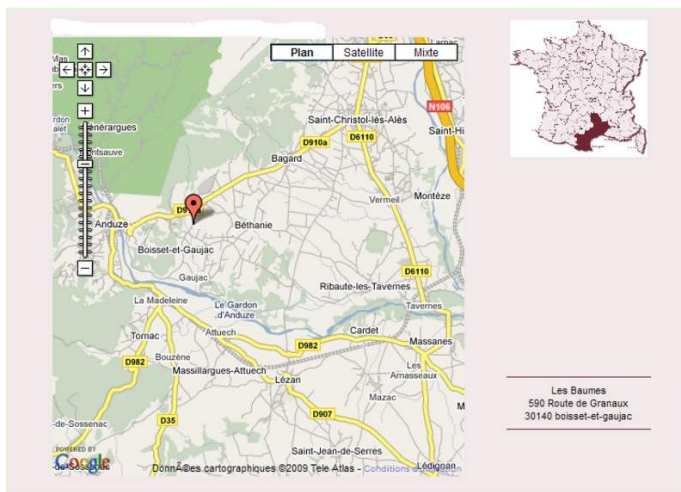 Plan Satellite Mixte
N106
Saint-Christol-lès-Alès
D6110
Saint-Hi
D910a
Bagard
Vermeil
Montèze
Anduze
Béthanie
Boisset-et-Gaujac
Gaujac
D6110
Ribaute-les-Tavernes
La Madeleine
Le Gardon
d'Anduze
Tavernes
Tornac
Attuech
Cardet
Massanes
D982
D982
Bouzène
Massillargues-Attuech
Les
Arnasseaux
Lézan
Mazac
D907
M
D35
-de-Sossenac
Saint-Jean-de-Serres
Lédignan
POWERED BY
Google
DonnÃ©es cartographiques ©2009 Tele Atlas -
Les Baumes
590 Route de Granaux
30140 boisset-et-gaujac